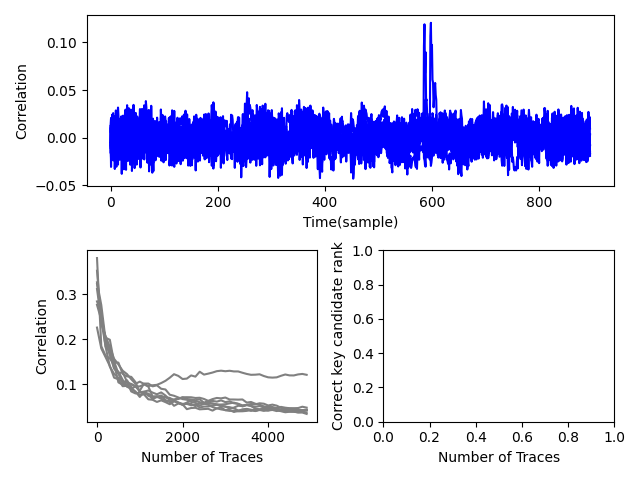 0.10
0.05
0.00
−0.05
Correlation
0 200 400 600 800
Time(sample)
0.3
0.2
0.1
Correlation
0 2000 4000
Number of Traces
1.0
0.8
0.6
0.4
0.2
0.0
Correct key candidate rank
0.0 0.2 0.4 0.6 0.8 1.0
Number of Traces